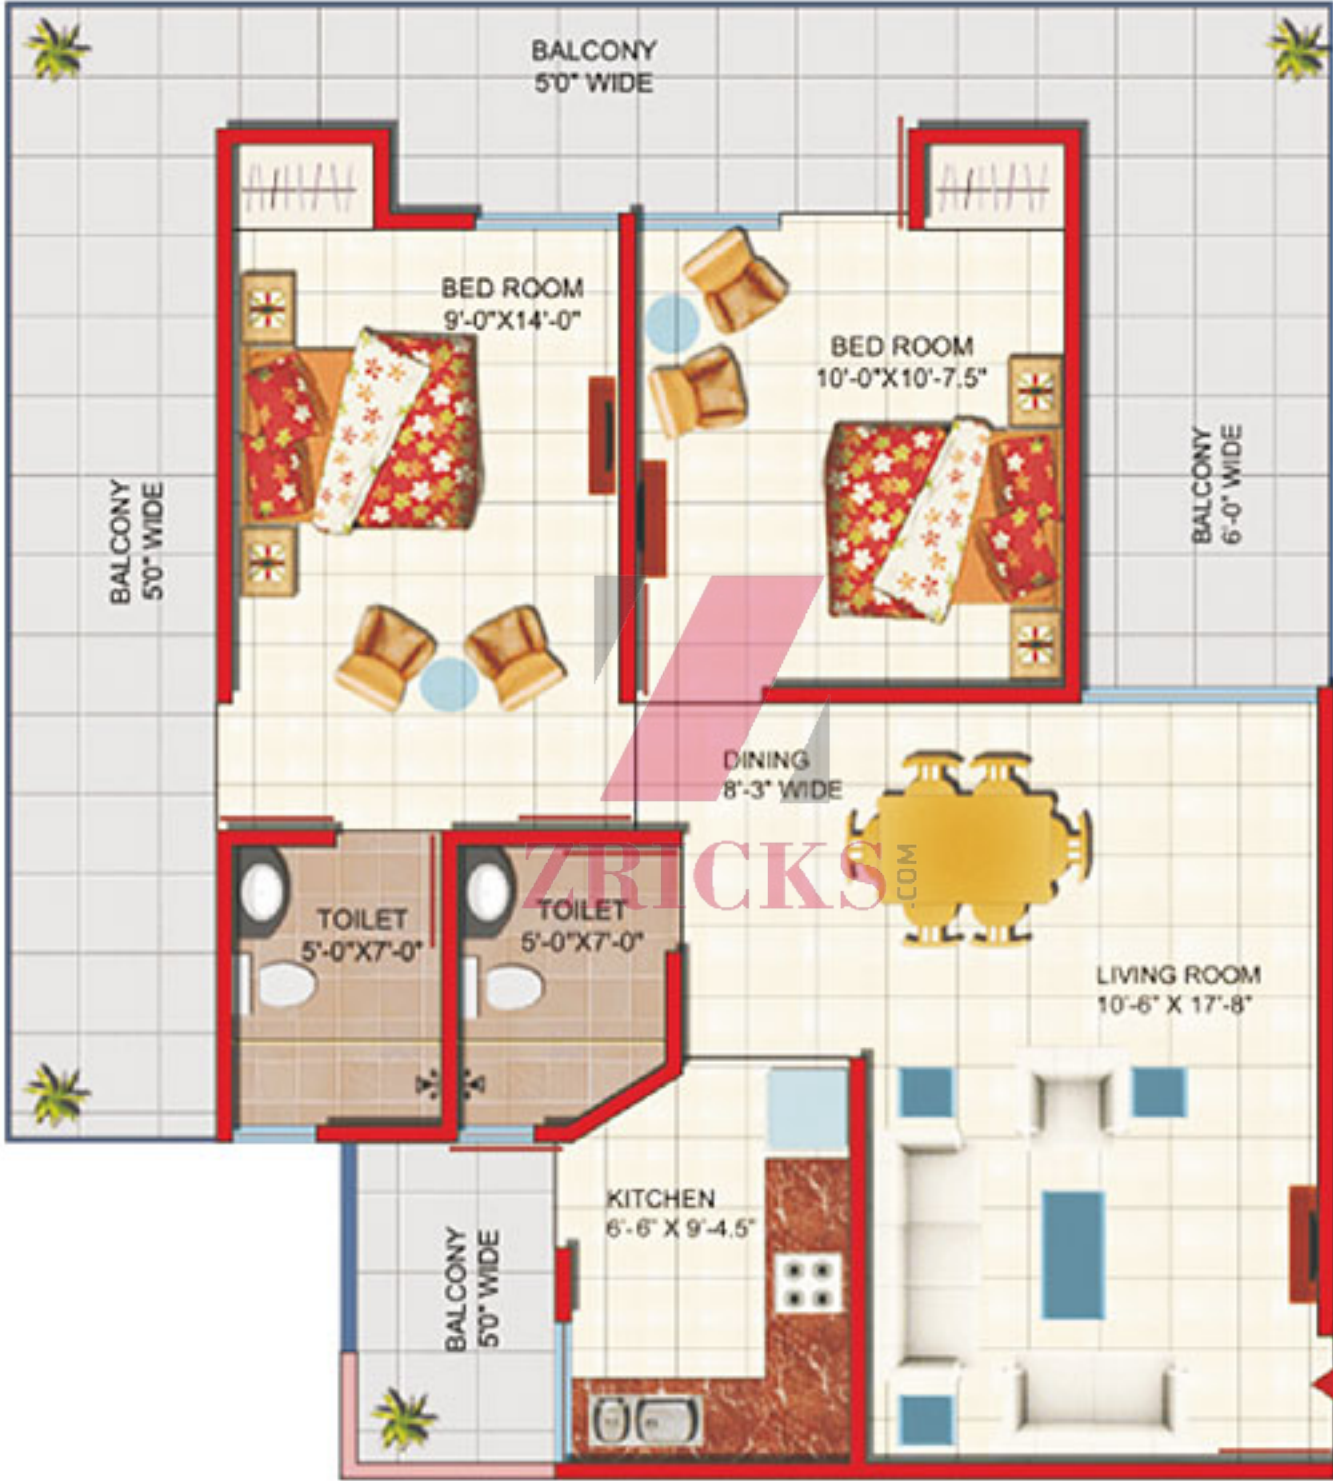 BALCONY
5'0" WIDE
BED ROOM
9'-0"X14'-0"
BED ROOM
10'-0"X10'-7.5"
BALCONY
5'0" WIDE
BALCONY
6'-0" WIDE
DINING
8'-3" WIDE
ZRICKS
.COM
TOILET
5'-0"X7'-0"
TOILET
5'-0"X7'-0"
LIVING ROOM
10'-6" X 17'-8"
KITCHEN
6'-6" X 9'-4.5"
BALCONY
5'0" WIDE